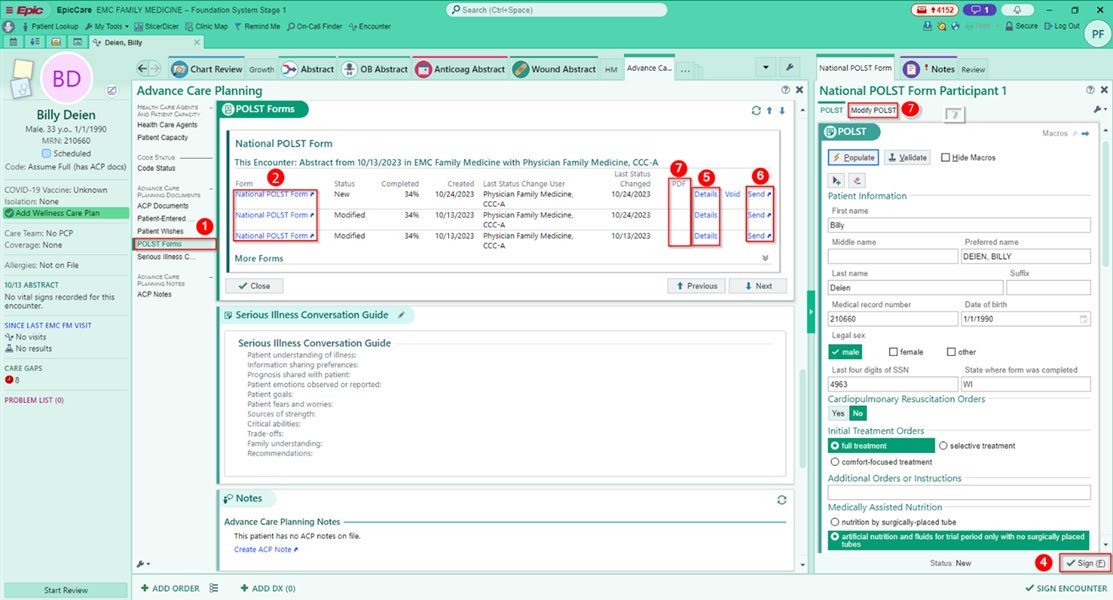 Epic EpicCare EMC FAMILY MEDICINE – Foundation System Stage 1
Search (Ctrl+Space)
4152 1
Patient Lookup My Tools SlicerDicer Clinic Map Remind Me On-Call Finder Encounter
Secure Log Out
PF
Deien, Billy
BD
Billy Deien
Male, 33 y.o., 1/1/1990
MRN: 210660
Scheduled
Code: Assume Full (has ACP docs)
COVID-19 Vaccine: Unknown
Isolation: None
Add Wellness Care Plan
Care Team: No PCP
Coverage: None
Allergies: Not on File
10/13 ABSTRACT
No vital signs recorded for this
encounter.
SINCE LAST EMC FM VISIT
No visits
No results
CARE GAPS
8
PROBLEM LIST (0)
Start Review
Chart Review Growth Abstract OB Abstract Anticoag Abstract Wound Abstract HM Advance Ca... ...
Advance Care Planning
HEALTH CARE AGENTS
AND PATIENT CAPACITY
Health Care Agents
Patient Capacity
CODE STATUS
Code Status
ADVANCE CARE
PLANNING DOCUMENTS
ACP Documents
Patient-Entered ...
Patient Wishes
1
POLST Forms
Serious Illness C...
ADVANCE CARE
PLANNING NOTES
ACP Notes
POLST Forms
National POLST Form
This Encounter: Abstract from 10/13/2023 in EMC Family Medicine with Physician Family Medicine, CCC-A
2 7 5 6
Form Status Completed Created Last Status Change User Last Status Changed PDF
National POLST Form New 34% 10/24/2023 Physician Family Medicine, CCC-A 10/24/2023 Details Void Send
National POLST Form Modified 34% 10/13/2023 Physician Family Medicine, CCC-A 10/24/2023 Details Send
National POLST Form Modified 34% 10/13/2023 Physician Family Medicine, CCC-A 10/13/2023 Details Send
More Forms
Close Previous Next
Serious Illness Conversation Guide
Serious Illness Conversation Guide
Patient understanding of illness:
Information sharing preferences:
Prognosis shared with patient:
Patient emotions observed or reported:
Patient goals:
Patient fears and worries:
Sources of strength:
Critical abilities:
Trade-offs:
Family understanding:
Recommendations:
Notes
Advance Care Planning Notes
This patient has no ACP notes on file.
Create ACP Note
ADD ORDER ADD DX (0)
SIGN ENCOUNTER
National POLST Form Notes Review
National POLST Form Participant 1
POLST Modify POLST 7
POLST
Macros
Populate Validate Hide Macros
Patient Information
First name
Billy
Middle name Preferred name
DEIEN, BILLY
Last name Suffix
Deien
Medical record number Date of birth
210660 1/1/1990
Legal sex
male female other
Last four digits of SSN State where form was completed
4963 WI
Cardiopulmonary Resuscitation Orders
Yes No
Initial Treatment Orders
full treatment selective treatment
comfort-focused treatment
Additional Orders or Instructions
Medically Assisted Nutrition
nutrition by surgically-placed tube
artificial nutrition and fluids for trial period only with no surgically placed
tubes
Status: New 4 Sign (F)